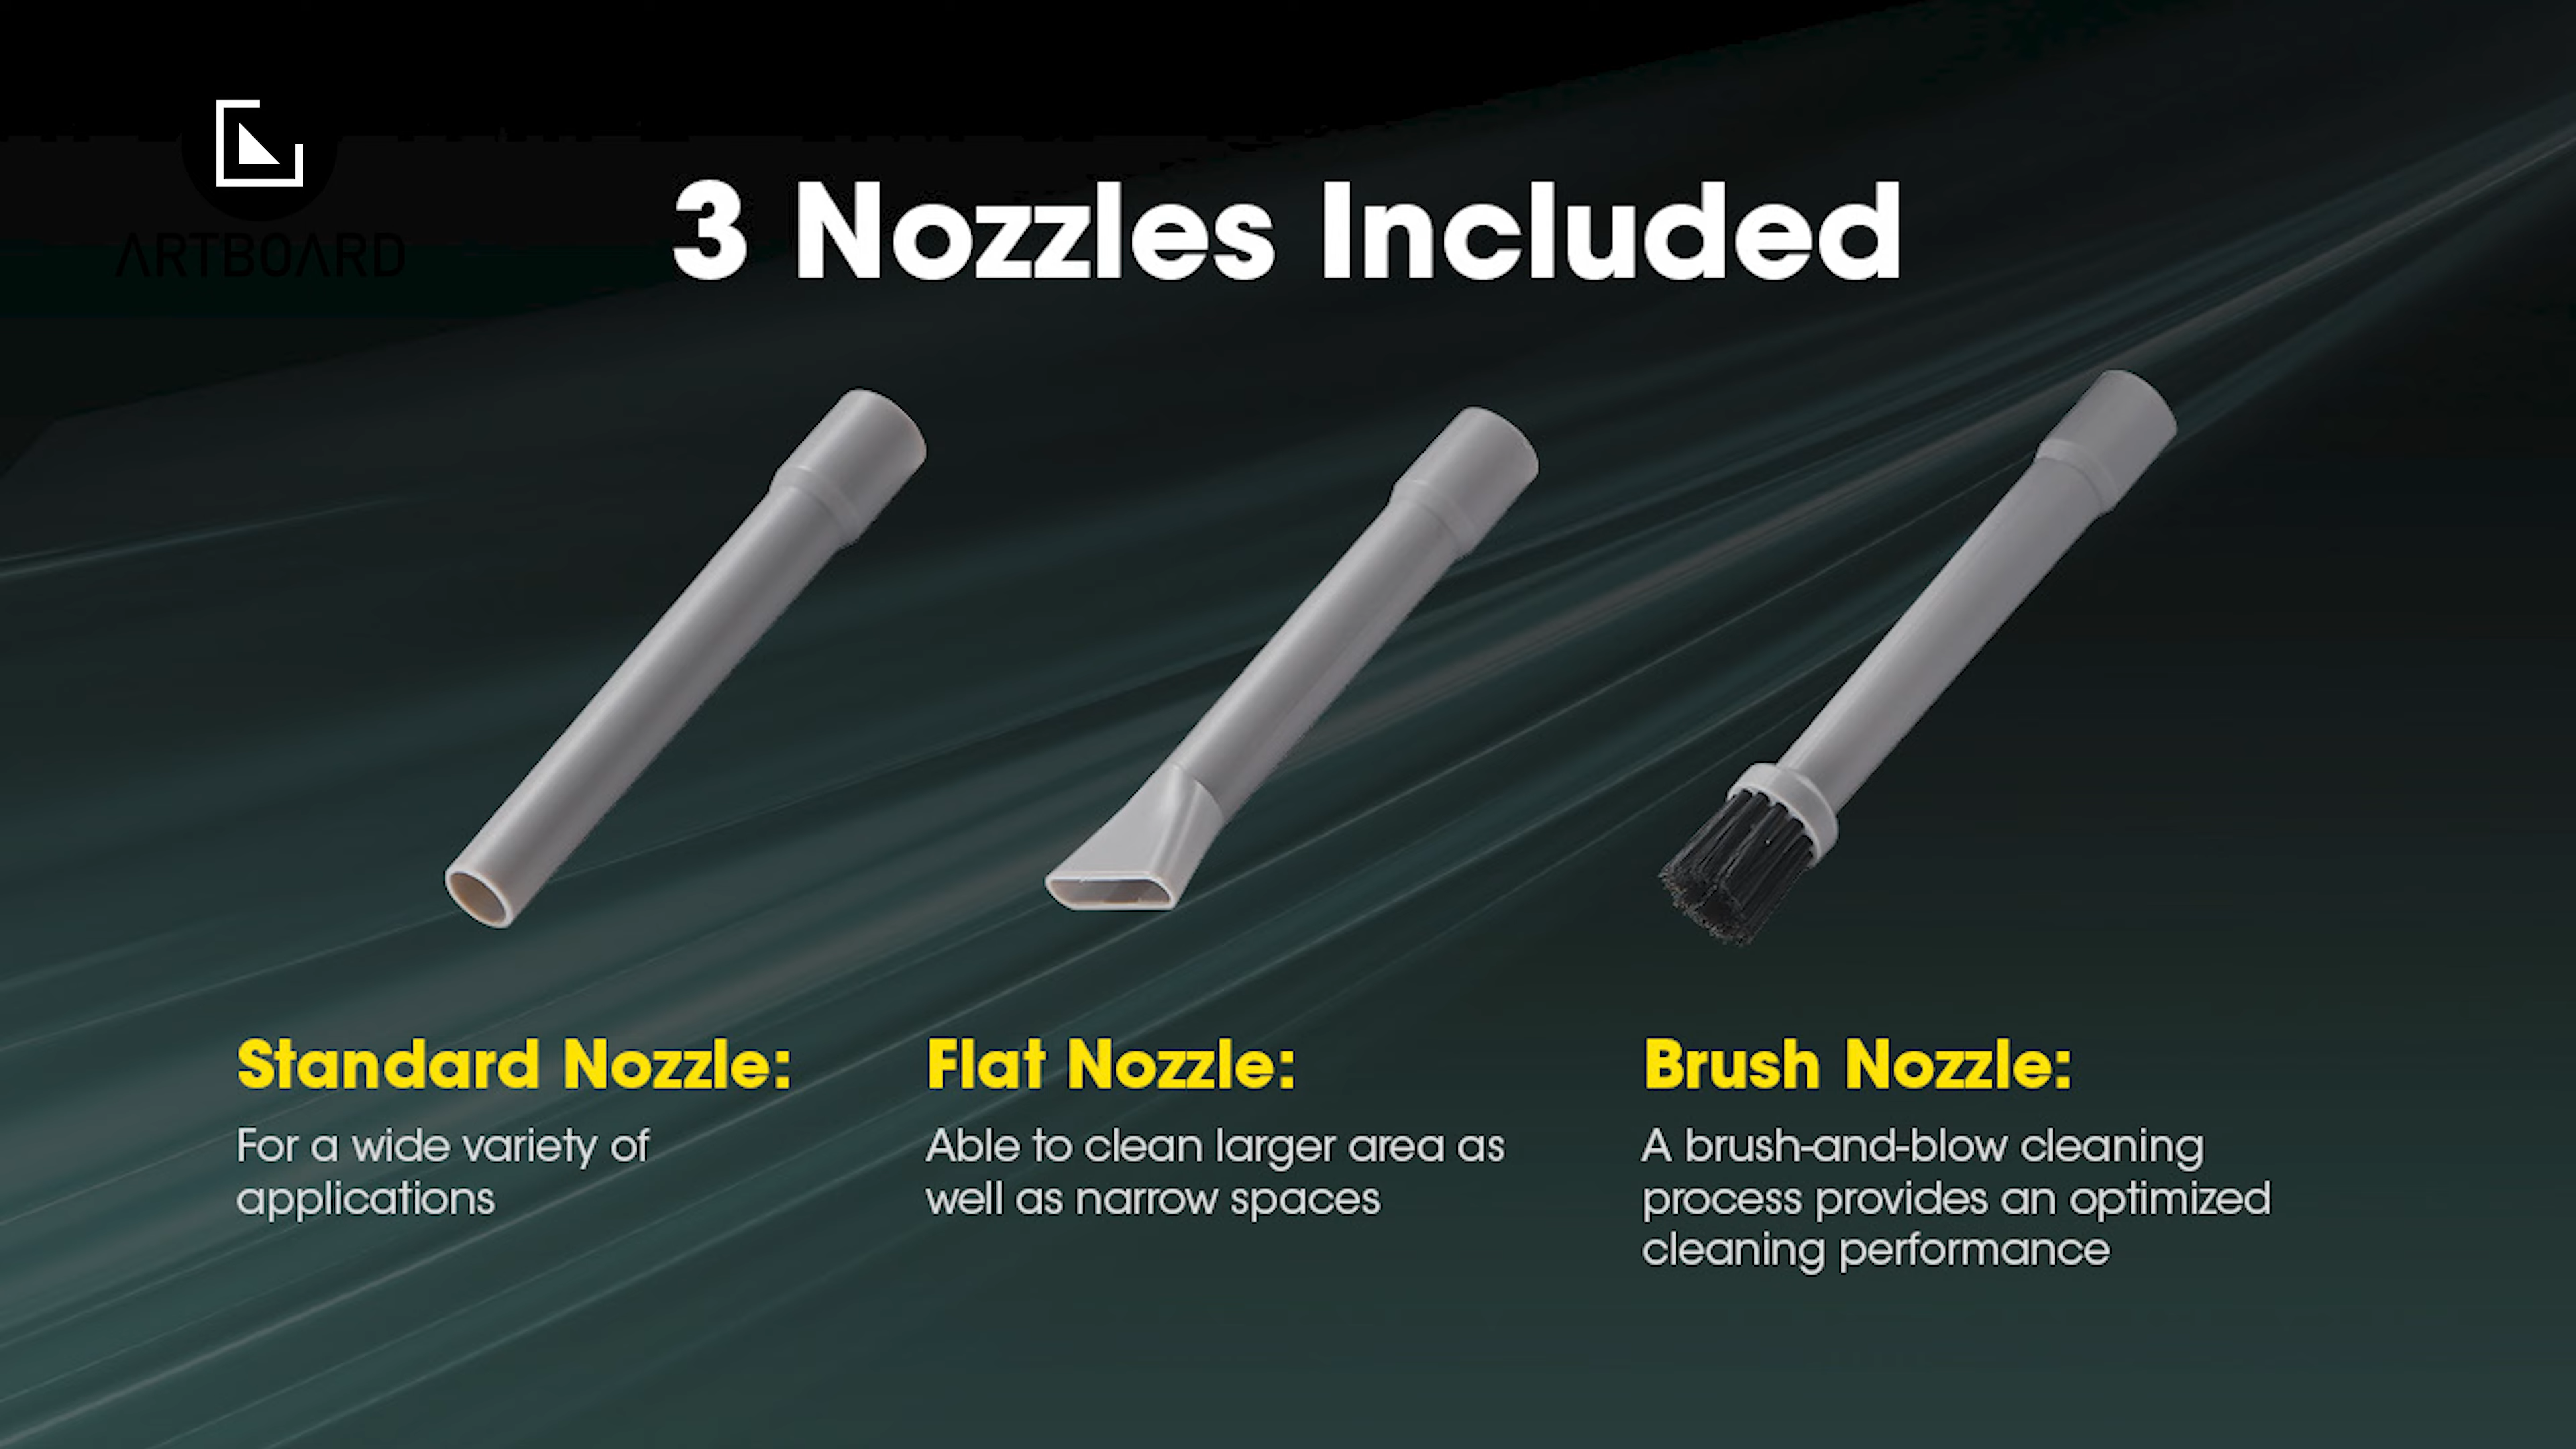 ARTBOARD
3 Nozzles Included
Standard Nozzle:
For a wide variety of
applications
Flat Nozzle:
Able to clean larger area as
well as narrow spaces
Brush Nozzle:
A brush-and-blow cleaning
process provides an optimized
cleaning performance